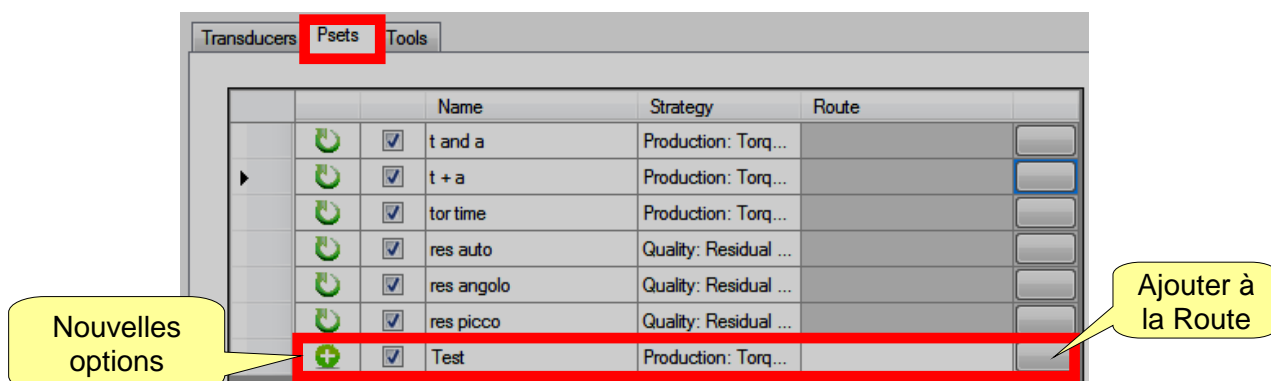 Transducers Psets Tools
Name Strategy Route
t and a Production: Torq...
t + a Production: Torq...
tor time Production: Torq...
res auto Quality: Residual ...
res angolo Quality: Residual ...
res picco Quality: Residual ...
Test Production: Torq...
Nouvelles
options
Ajouter à
la Route